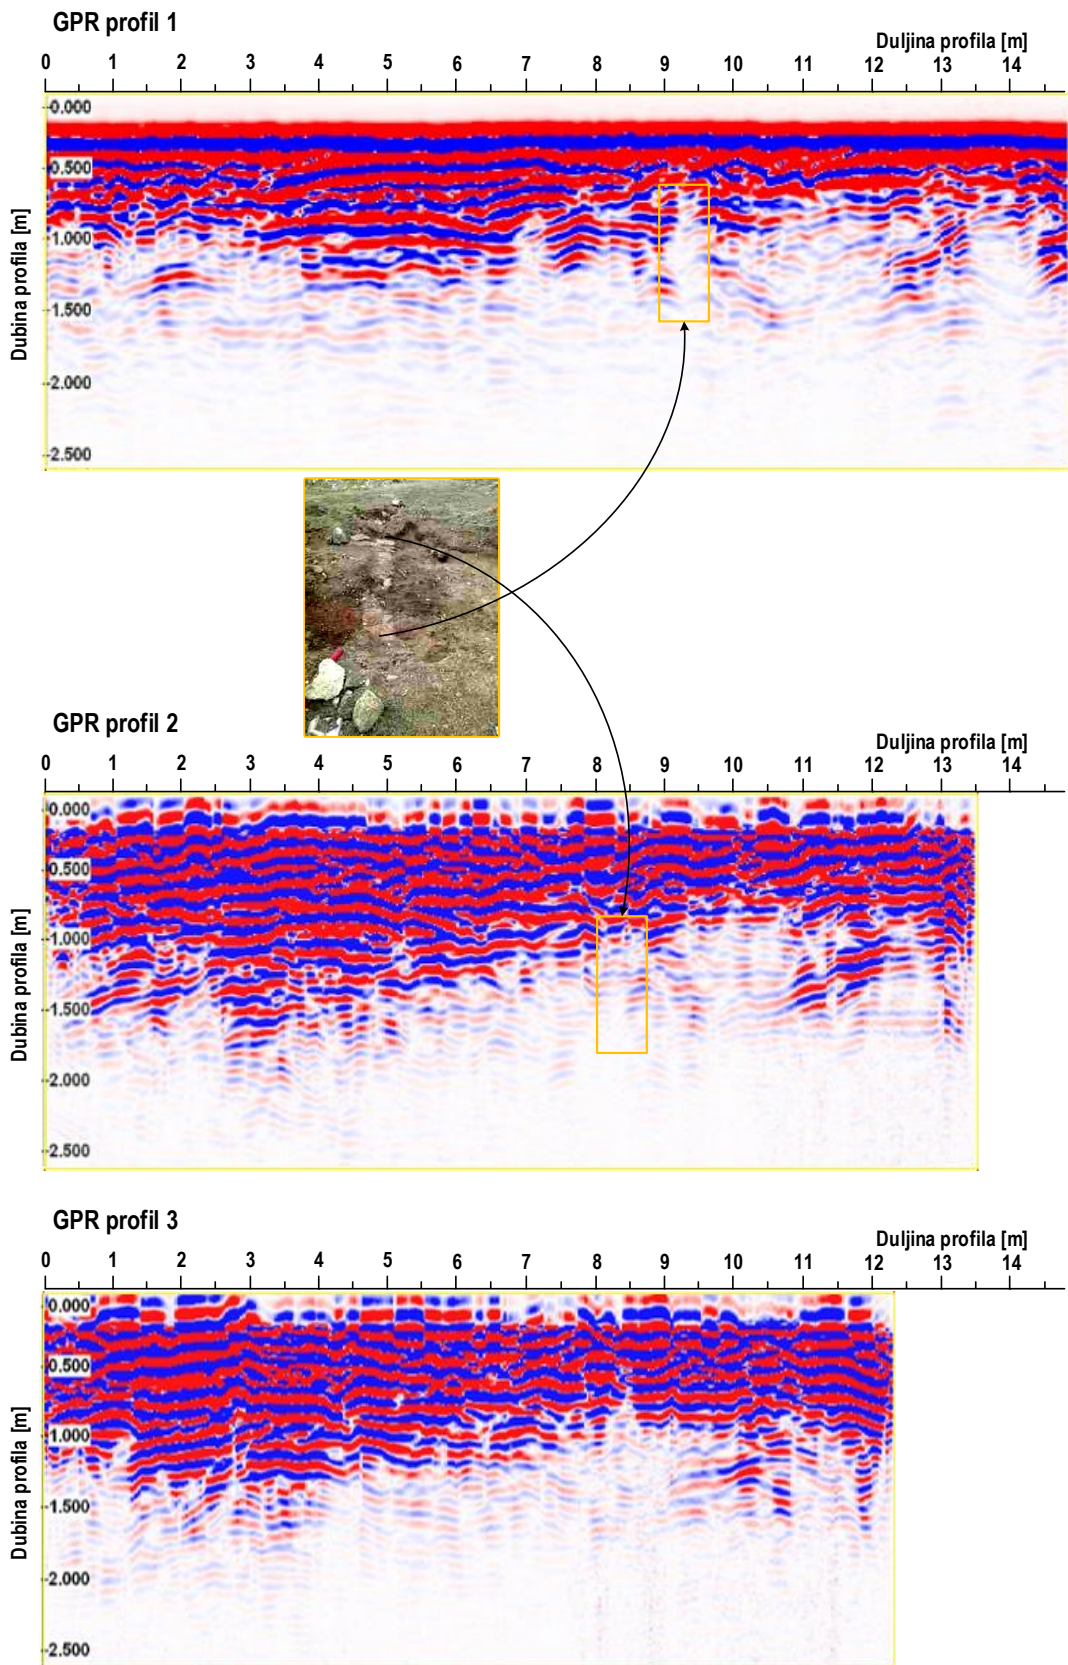 GPR profil 1
Duljina profila [m]
0 1 2 3 4 5 6 7 8 9 10 11 12 13 14
Dubina profila [m]
-0.000
-0.500
-1.000
-1.500
-2.000
-2.500
GPR profil 2
Duljina profila [m]
0 1 2 3 4 5 6 7 8 9 10 11 12 13 14
Dubina profila [m]
-0.000
-0.500
-1.000
-1.500
-2.000
-2.500
GPR profil 3
Duljina profila [m]
0 1 2 3 4 5 6 7 8 9 10 11 12 13 14
Dubina profila [m]
-0.000
-0.500
-1.000
-1.500
-2.000
-2.500